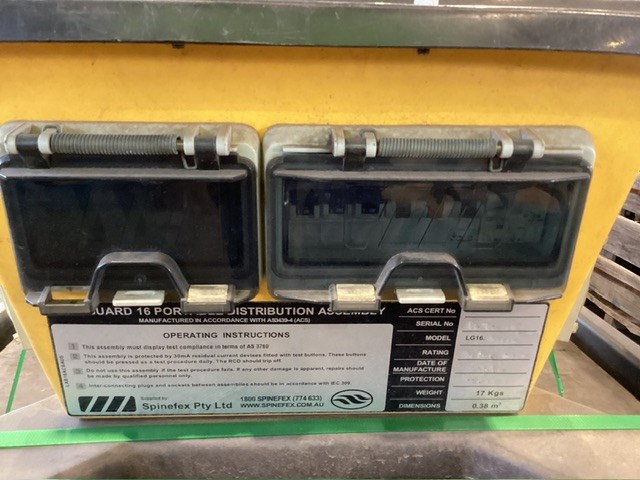 GUARD 16 PORTABLE DISTRIBUTION ASSEMBLY
MANUFACTURED IN ACCORDANCE WITH AS3439-4 (ACS)
OPERATING INSTRUCTIONS
This assembly must display test compliance in terms of AS 3760
This assembly is protected by 30mA residual current devices fitted with test buttons. These buttons
should be pressed as a test procedure daily. The RCD should trip off.
Do not use this assembly if the test procedure fails. If any other damage is apparent, repairs should
be made by qualified personal only.
Inter-connecting plugs and sockets between assemblies should be in accordance with IEC 309
Supplied by
Spinefex Pty Ltd
1800 SPINEFEX (774 633)
WWW.SPINEFEX.COM.AU
ACS CERT No
SERIAL No
MODEL LG16.
RATING
DATE OF
MANUFACTURE
PROTECTION
WEIGHT 17 Kgs
DIMENSIONS 0.38 m³